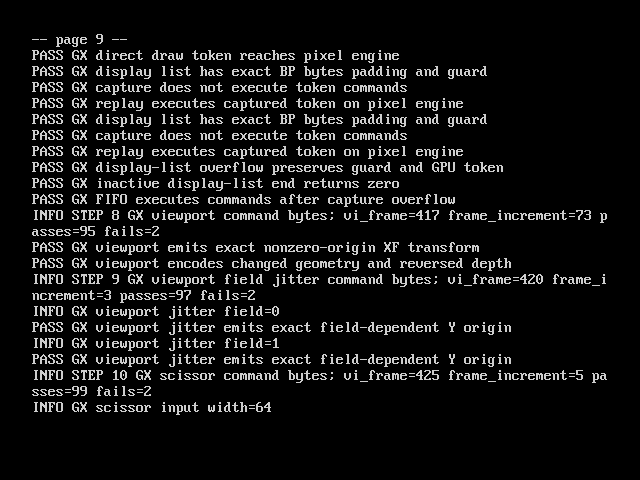 -- page 9 --
PASS GX direct draw token reaches pixel engine
PASS GX display list has exact BP bytes padding and guard
PASS GX capture does not execute token commands
PASS GX replay executes captured token on pixel engine
PASS GX display list has exact BP bytes padding and guard
PASS GX capture does not execute token commands
PASS GX replay executes captured token on pixel engine
PASS GX display-list overflow preserves guard and GPU token
PASS GX inactive display-list end returns zero
PASS GX FIFO executes commands after capture overflow
INFO STEP 8 GX viewport command bytes; vi_frame=417 frame_increment=73 p
asses=95 fails=2
PASS GX viewport emits exact nonzero-origin XF transform
PASS GX viewport encodes changed geometry and reversed depth
INFO STEP 9 GX viewport field jitter command bytes; vi_frame=420 frame_i
ncrement=3 passes=97 fails=2
INFO GX viewport jitter field=0
PASS GX viewport jitter emits exact field-dependent Y origin
INFO GX viewport jitter field=1
PASS GX viewport jitter emits exact field-dependent Y origin
INFO STEP 10 GX scissor command bytes; vi_frame=425 frame_increment=5 pa
sses=99 fails=2
INFO GX scissor input width=64